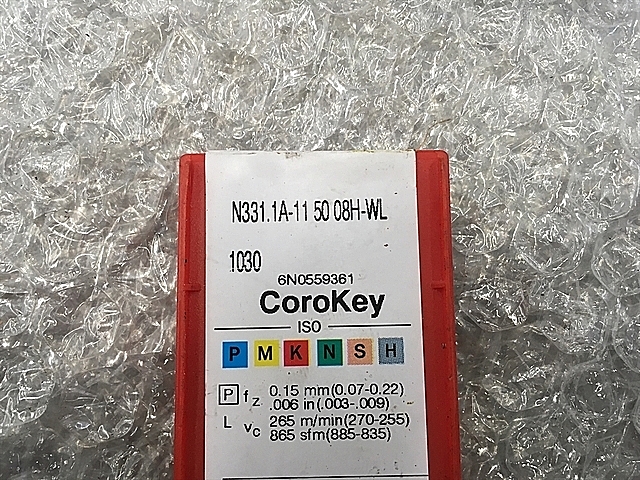 N331.1A-11 50 08H-WL
1030
6N0559361
CoroKey
ISO
P M K N S H
P fz 0.15 mm(0.07-0.22)
.006 in(.003-.009)
L vc 265 m/min(270-255)
865 sfm(885-835)